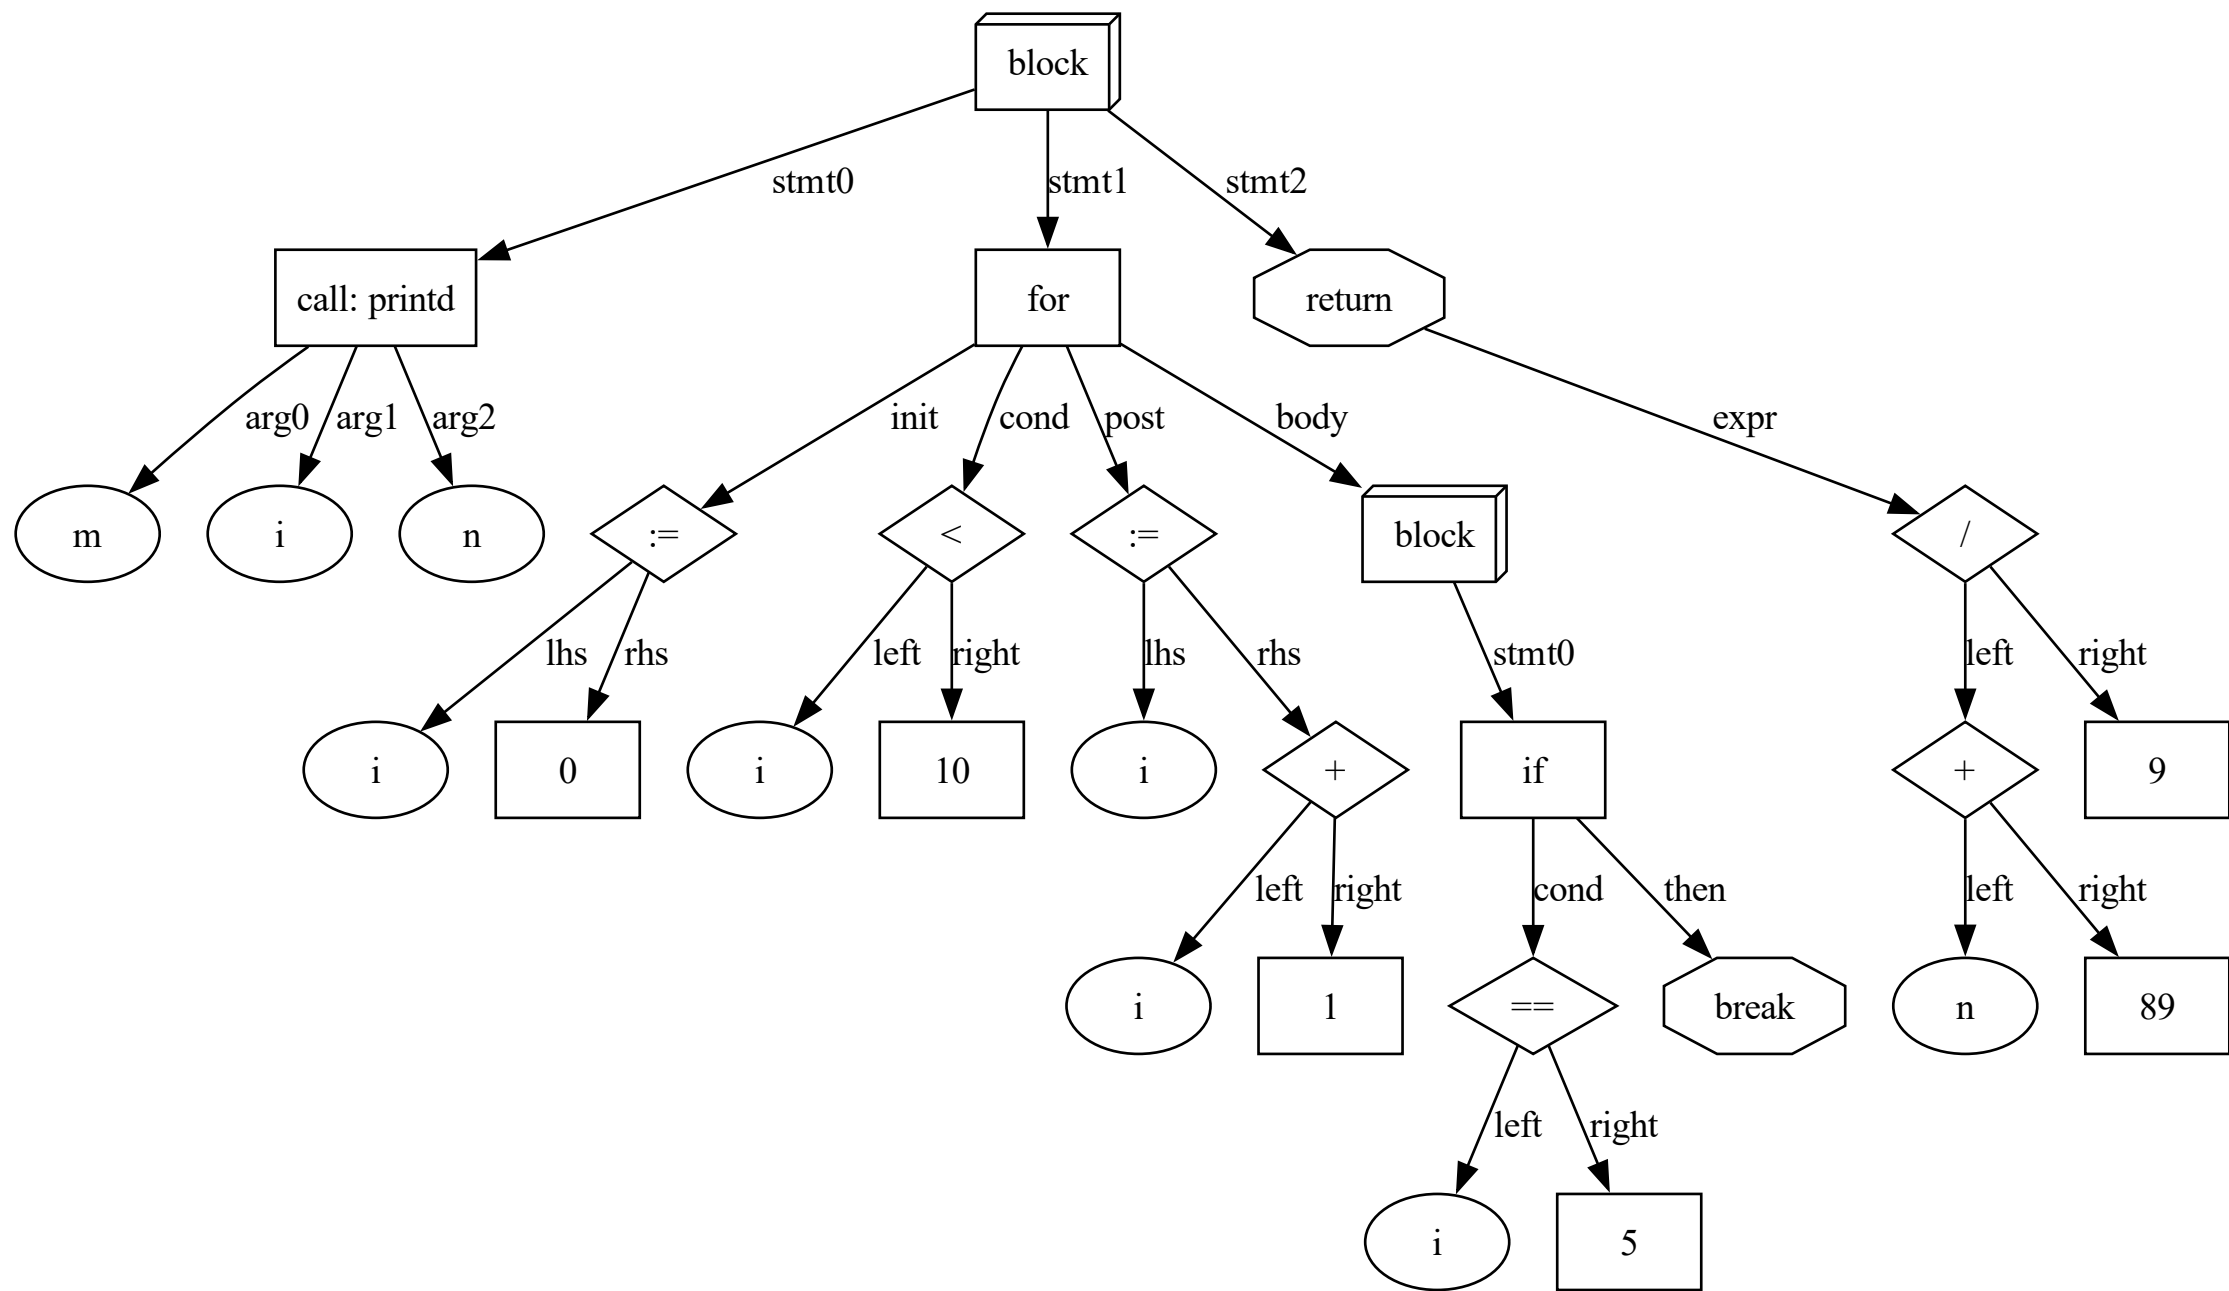 block
stmt0 stmt1 stmt2
call: printd for return
arg0 arg1 arg2 init cond post body expr
m i n := < := block /
lhs rhs left right lhs rhs stmt0 left right
i 0 i 10 i + if + 9
left right cond then left right
i 1 == break n 89
left right
i 5